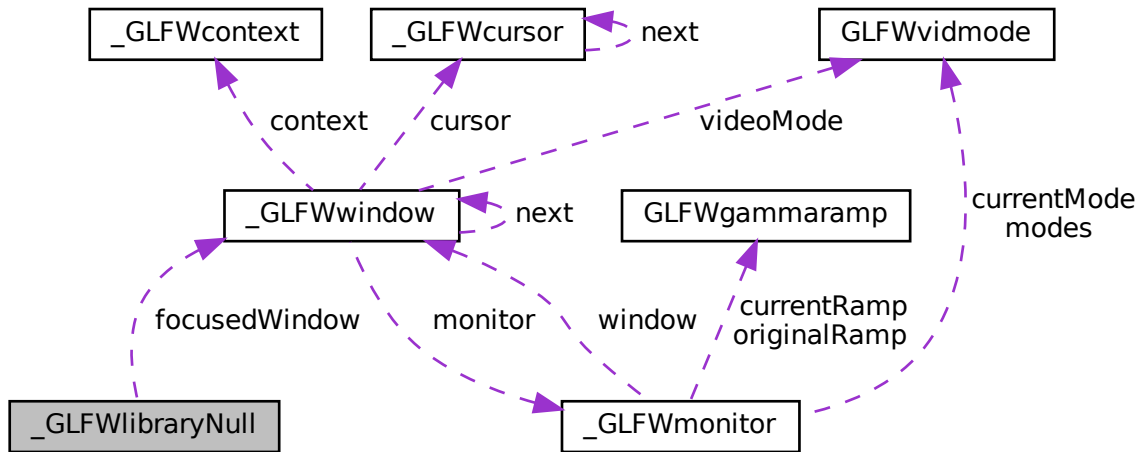 _GLFWcontext
_GLFWcursor
next
GLFWvidmode
context
cursor
videoMode
_GLFWwindow
next
GLFWgammaramp
currentMode
modes
focusedWindow
monitor
window
currentRamp
originalRamp
_GLFWlibraryNull
_GLFWmonitor